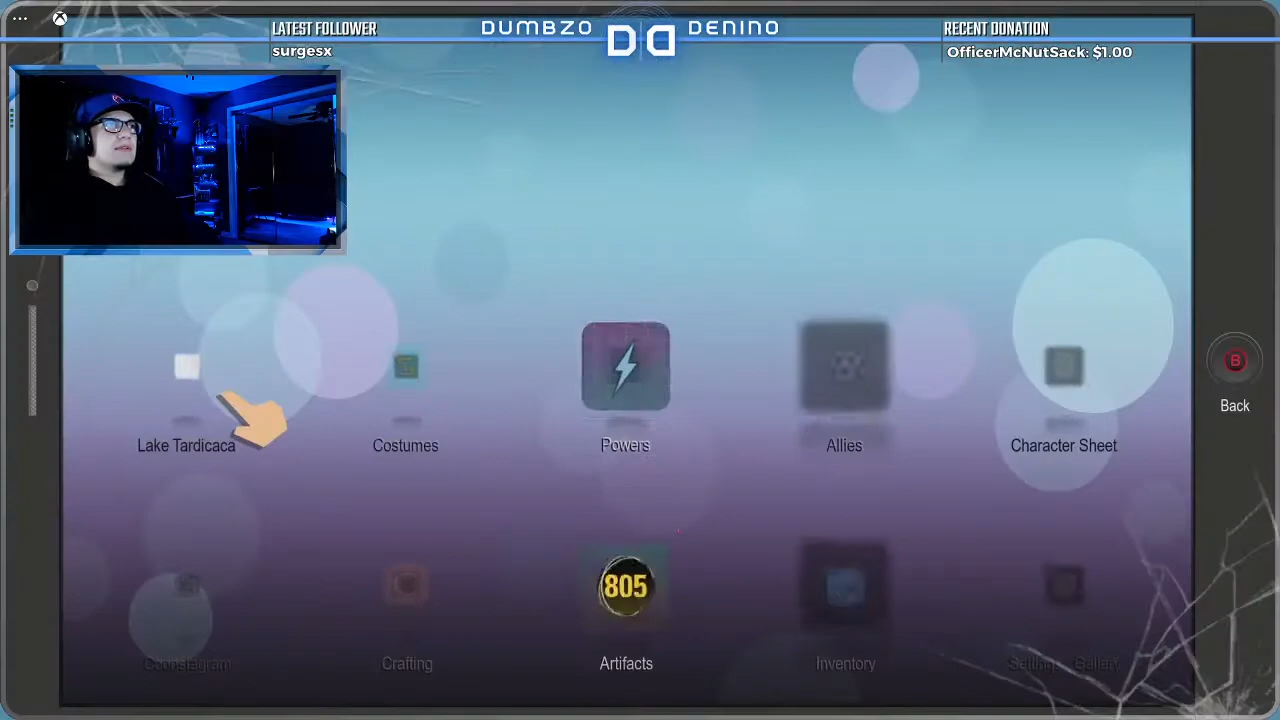 LATEST FOLLOWER
surgesx
DUMBZO DD DENINO
RECENT DONATION
OfficerMcNutSack: $1.00
B
Back
Lake Tardicaca
Costumes
Powers
Allies
Character Sheet
805
Coonstagram
Crafting
Artifacts
Inventory